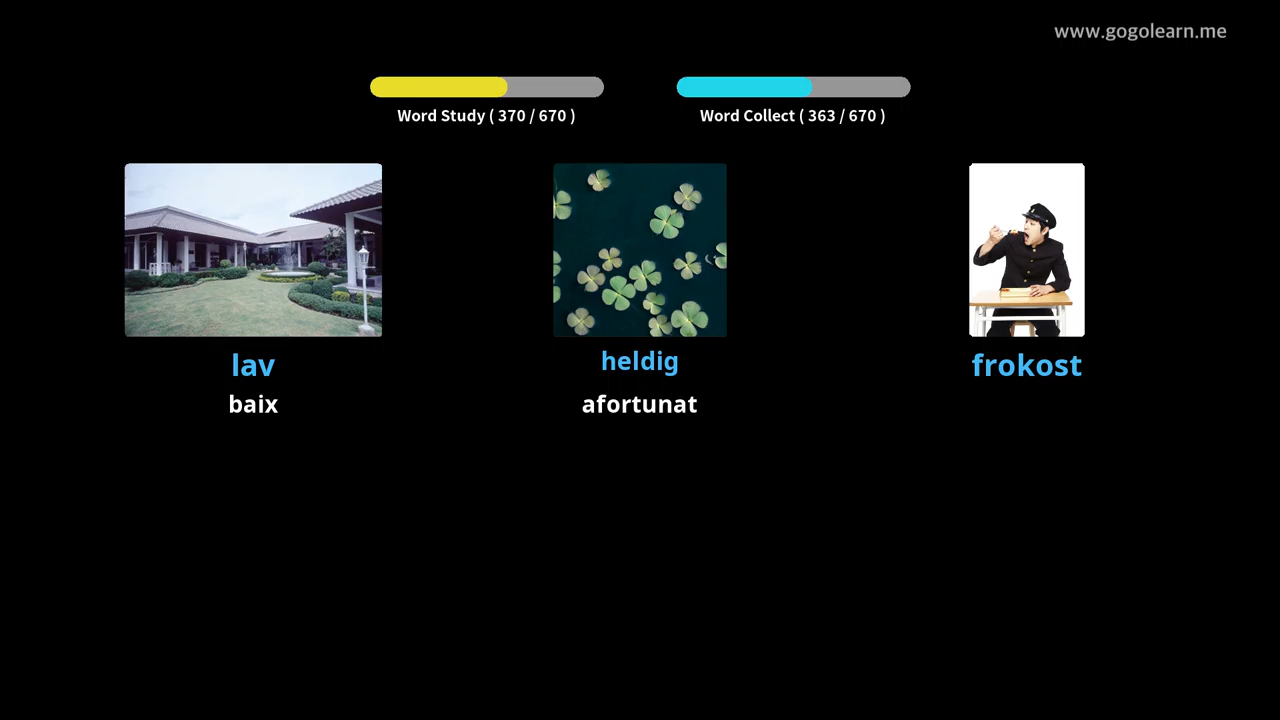 www.gogolearn.me
Word Study ( 370 / 670 )
Word Collect ( 363 / 670 )
lav
baix
heldig
afortunat
frokost